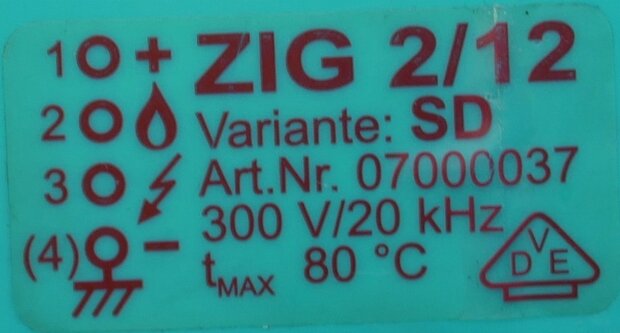 1 + ZIG 2/12
2 Variante: SD
3 Art.Nr. 07000037
300 V/20 kHz
(4) - tMAX 80 °C
VDE